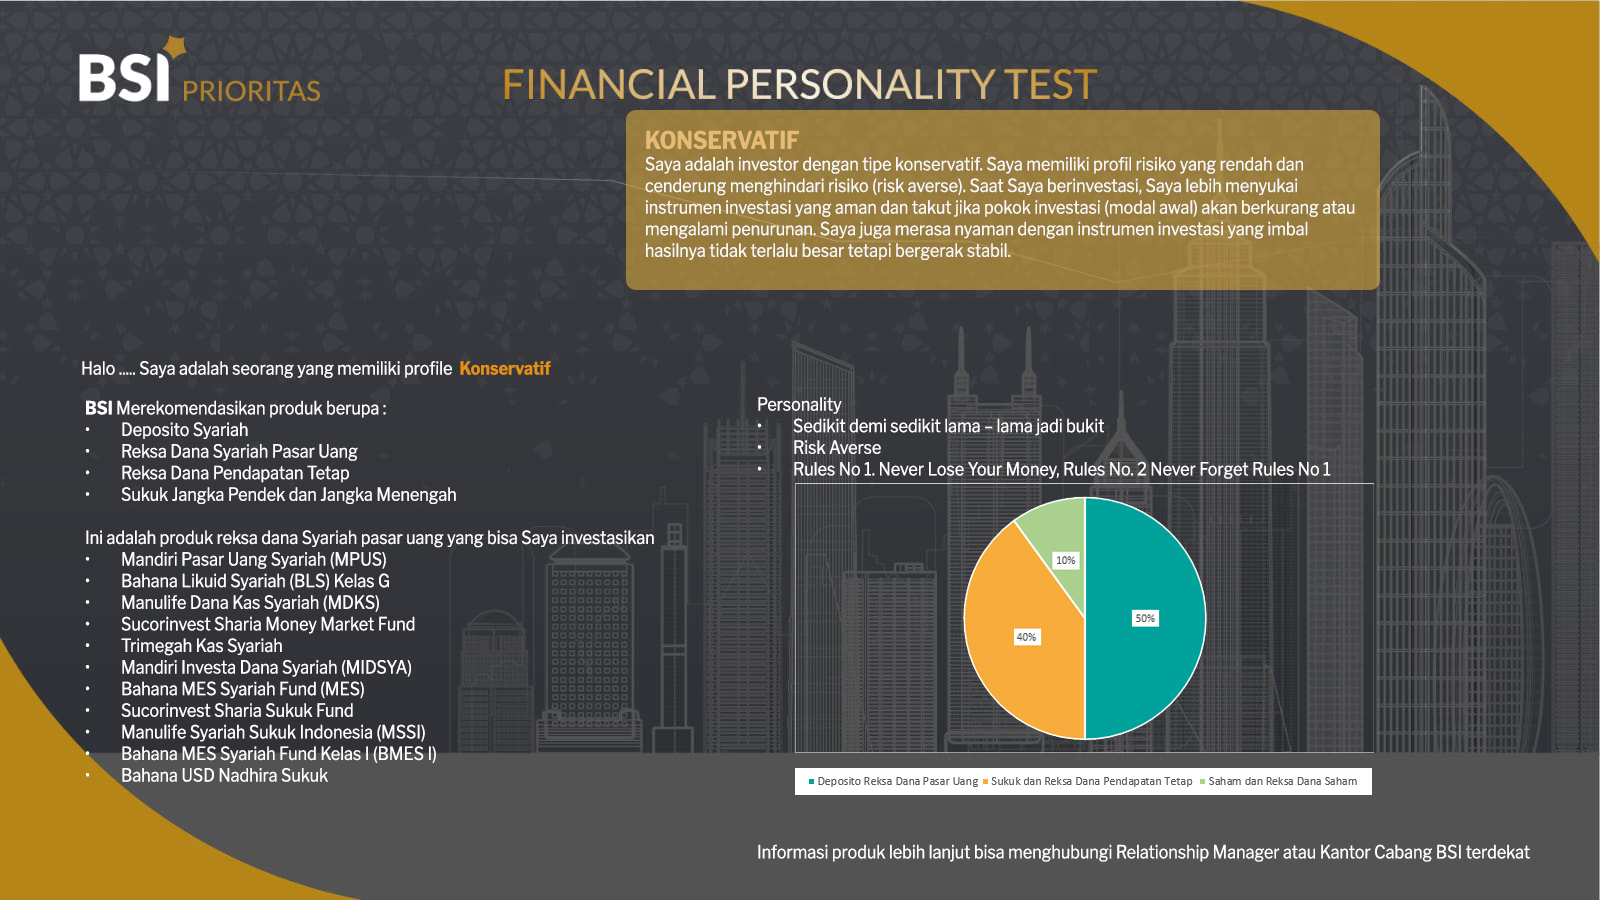 BSI PRIORITAS
FINANCIAL PERSONALITY TEST
KONSERVATIF
Saya adalah investor dengan tipe konservatif. Saya memiliki profil risiko yang rendah dan
cenderung menghindari risiko (risk averse). Saat Saya berinvestasi, Saya lebih menyukai
instrumen investasi yang aman dan takut jika pokok investasi (modal awal) akan berkurang atau
mengalami penurunan. Saya juga merasa nyaman dengan instrumen investasi yang imbal
hasilnya tidak terlalu besar tetapi bergerak stabil.
Halo ..... Saya adalah seorang yang memiliki profile Konservatif
BSI Merekomendasikan produk berupa :
• Deposito Syariah
• Reksa Dana Syariah Pasar Uang
• Reksa Dana Pendapatan Tetap
• Sukuk Jangka Pendek dan Jangka Menengah
Ini adalah produk reksa dana Syariah pasar uang yang bisa Saya investasikan
• Mandiri Pasar Uang Syariah (MPUS)
• Bahana Likuid Syariah (BLS) Kelas G
• Manulife Dana Kas Syariah (MDKS)
• Sucorinvest Sharia Money Market Fund
• Trimegah Kas Syariah
• Mandiri Investa Dana Syariah (MIDSYA)
• Bahana MES Syariah Fund (MES)
• Sucorinvest Sharia Sukuk Fund
• Manulife Syariah Sukuk Indonesia (MSSI)
• Bahana MES Syariah Fund Kelas I (BMES I)
• Bahana USD Nadhira Sukuk
Personality
• Sedikit demi sedikit lama – lama jadi bukit
• Risk Averse
• Rules No 1. Never Lose Your Money, Rules No. 2 Never Forget Rules No 1
10%
50%
40%
Deposito Reksa Dana Pasar Uang Sukuk dan Reksa Dana Pendapatan Tetap Saham dan Reksa Dana Saham
Informasi produk lebih lanjut bisa menghubungi Relationship Manager atau Kantor Cabang BSI terdekat